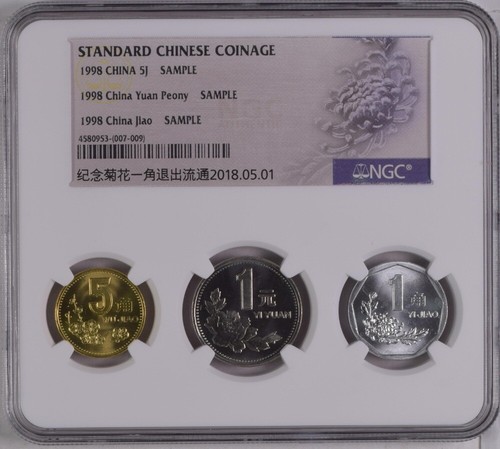 STANDARD CHINESE COINAGE
1998 CHINA 5J SAMPLE
1998 China Yuan Peony SAMPLE
1998 China Jiao SAMPLE
4580953-(007-009)
纪念菊花一角退出流通2018.05.01
NGC®
5角
WU JIAO
1元
YI YUAN
1角
YI JIAO